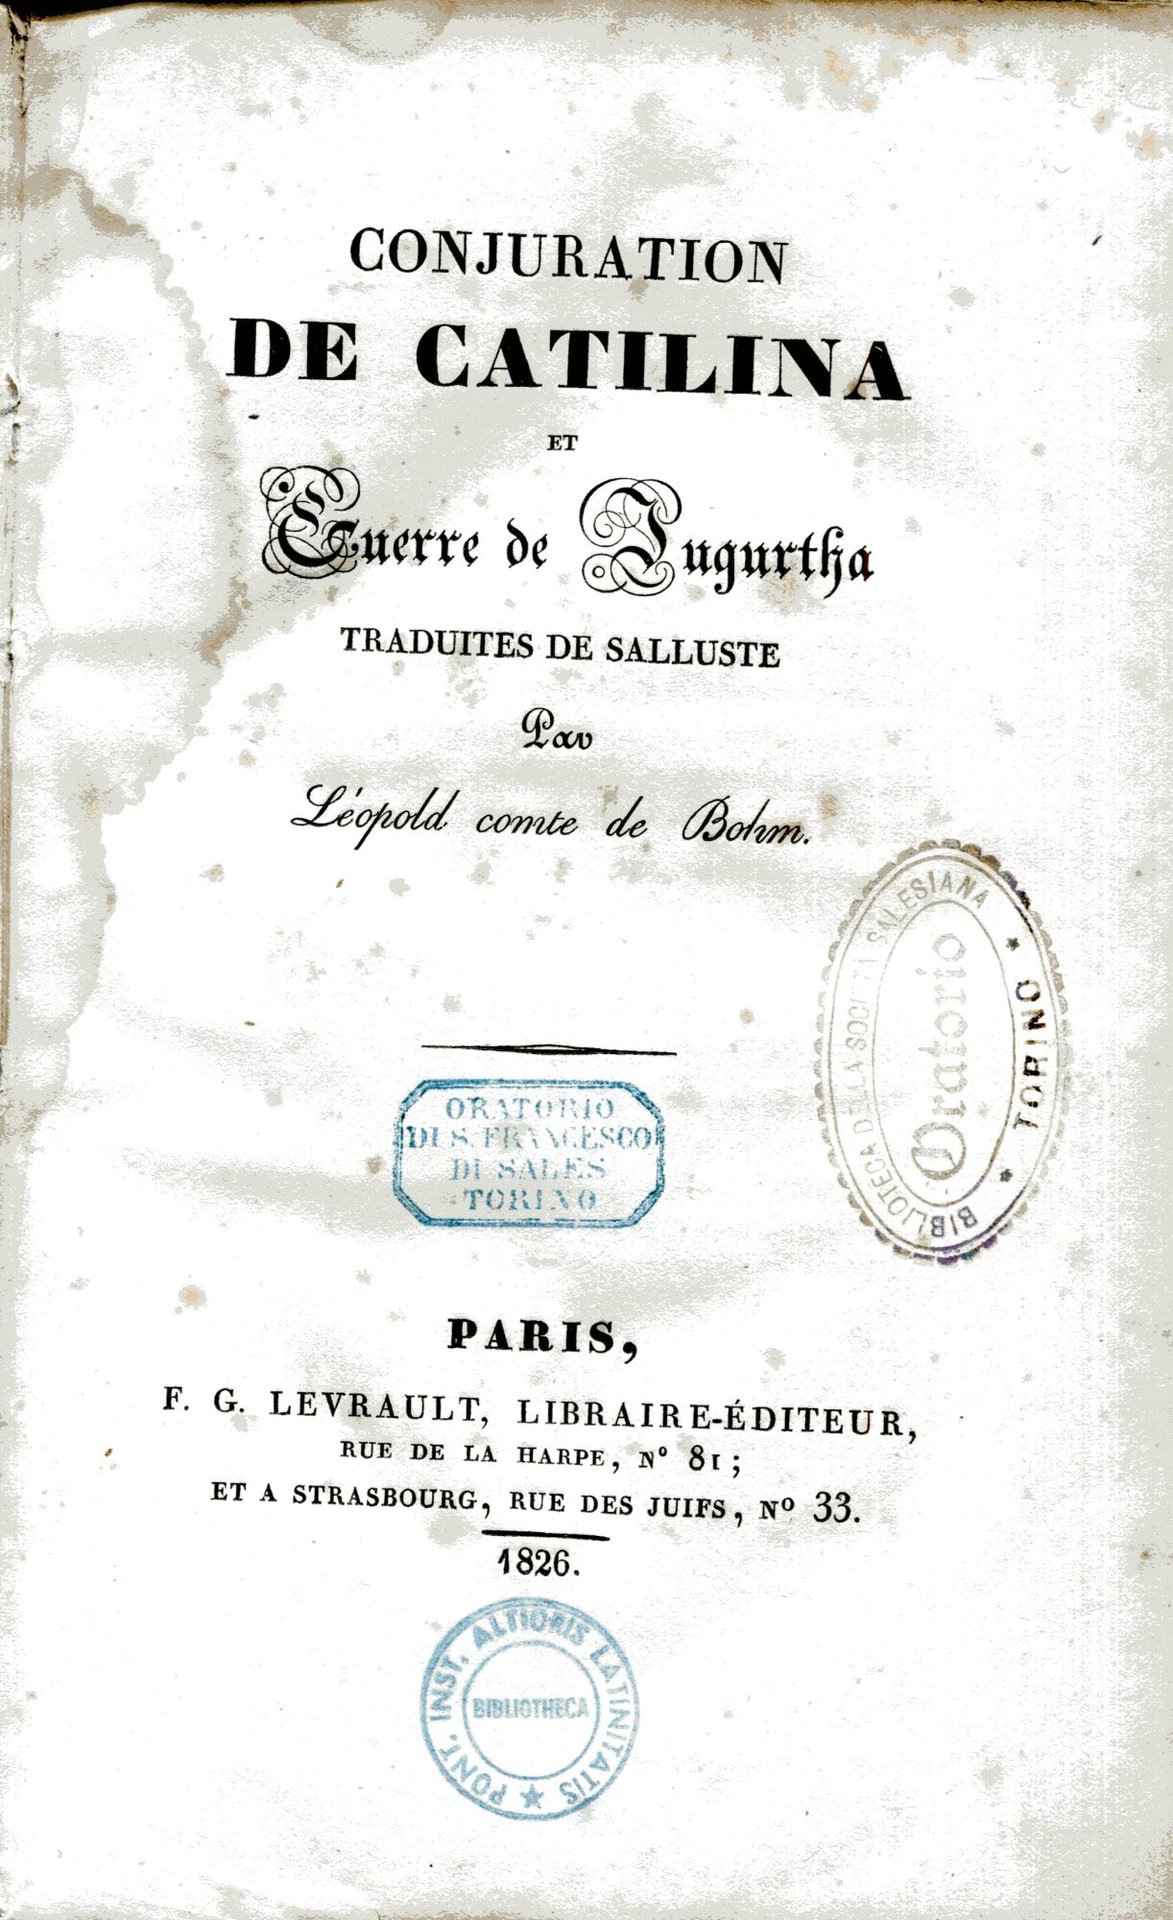 CONJURATION
DE CATILINA
ET
Guerre de Jugurtha
TRADUITES DE SALLUSTE
Par
Léopold comte de Bohm.
BIBLIOTECA DELLA SOCIETÀ SALESIANA
Oratorio
* TORINO *
ORATORIO
DI S. FRANCESCO
DI SALES
TORINO
PARIS,
F. G. LEVRAULT, LIBRAIRE-ÉDITEUR,
RUE DE LA HARPE, Nº 81;
ET A STRASBOURG, RUE DES JUIFS, Nº 33.
1826.
PONT. INST. ALTIORIS LATINITATIS
BIBLIOTHECA